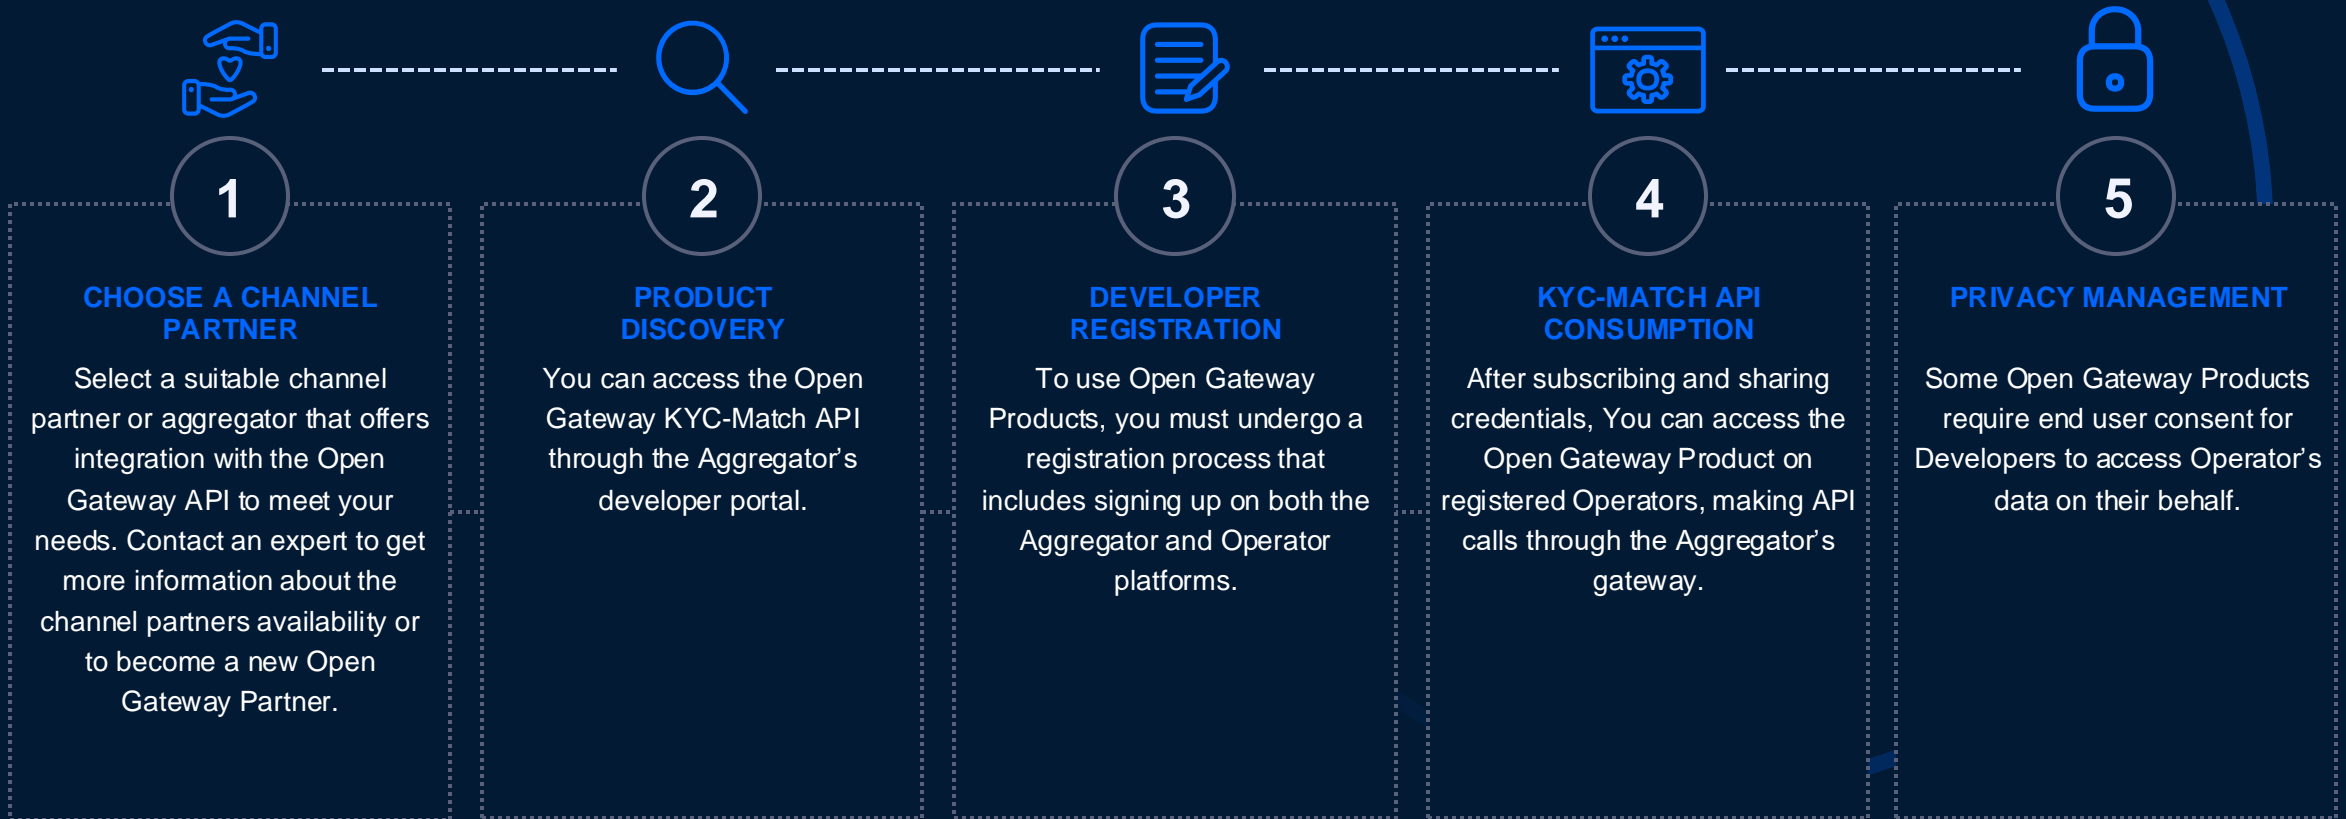 1
CHOOSE A CHANNEL
PARTNER
Select a suitable channel
partner or aggregator that offers
integration with the Open
Gateway API to meet your
needs. Contact an expert to get
more information about the
channel partners availability or
to become a new Open
Gateway Partner.
2
PRODUCT
DISCOVERY
You can access the Open
Gateway KYC-Match API
through the Aggregator’s
developer portal.
3
DEVELOPER
REGISTRATION
To use Open Gateway
Products, you must undergo a
registration process that
includes signing up on both the
Aggregator and Operator
platforms.
4
KYC-MATCH API
CONSUMPTION
After subscribing and sharing
credentials, You can access the
Open Gateway Product on
registered Operators, making API
calls through the Aggregator’s
gateway.
5
PRIVACY MANAGEMENT
Some Open Gateway Products
require end user consent for
Developers to access Operator’s
data on their behalf.